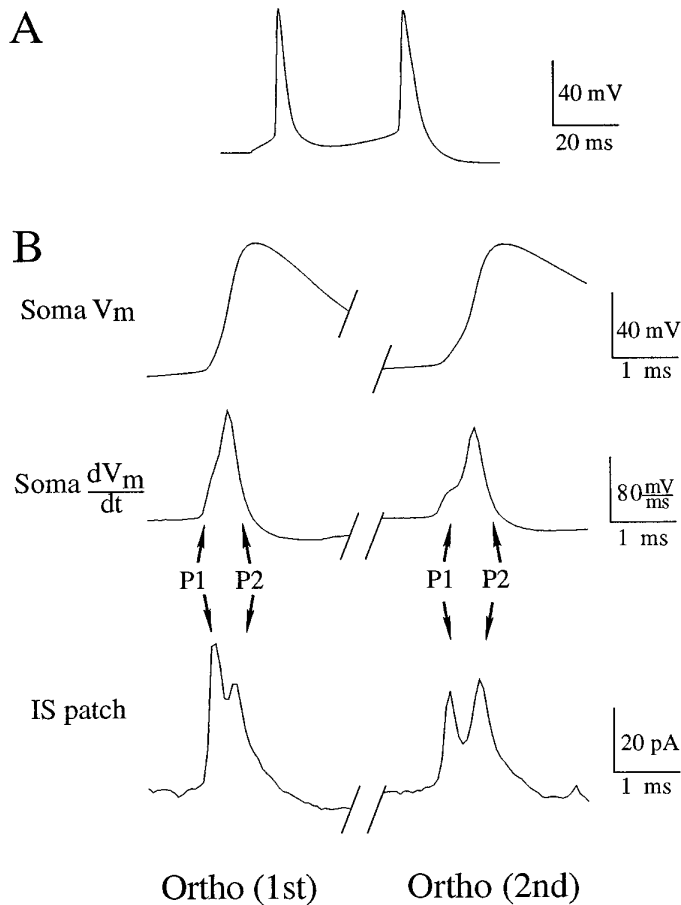 A
40 mV
20 ms
B
Soma Vm
40 mV
1 ms
Soma dVm/dt
80 mV/ms
1 ms
P1 P2 P1 P2
IS patch
20 pA
1 ms
Ortho (1st) Ortho (2nd)